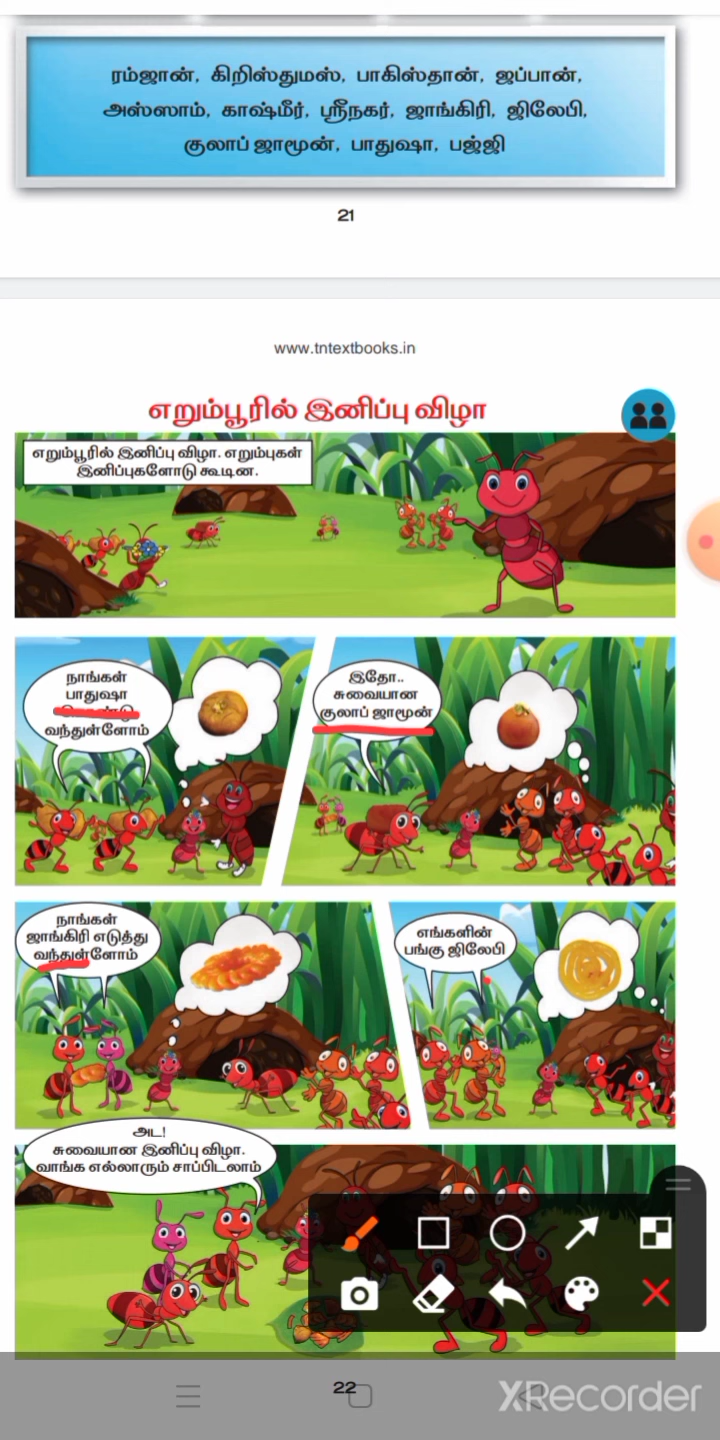 ரம்ஜான், கிறிஸ்துமஸ், பாகிஸ்தான், ஜப்பான்,
அஸ்ஸாம், காஷ்மீர், ஸ்ரீநகர், ஜாங்கிரி, ஜிலேபி,
குலாப் ஜாமூன், பாதுஷா, பஜ்ஜி
21
www.tntextbooks.in
எறும்பூரில் இனிப்பு விழா
எறும்பூரில் இனிப்பு விழா. எறும்புகள்
இனிப்புகளோடு கூடின.
நாங்கள்
பாதுஷா
வந்துள்ளோம்
இதோ..
சுவையான
குலாப் ஜாமூன்
நாங்கள்
ஜாங்கிரி எடுத்து
வந்துள்ளோம்
எங்களின்
பங்கு ஜிலேபி
அட!
சுவையான இனிப்பு விழா.
வாங்க எல்லாரும் சாப்பிடலாம்
22
XRecorder